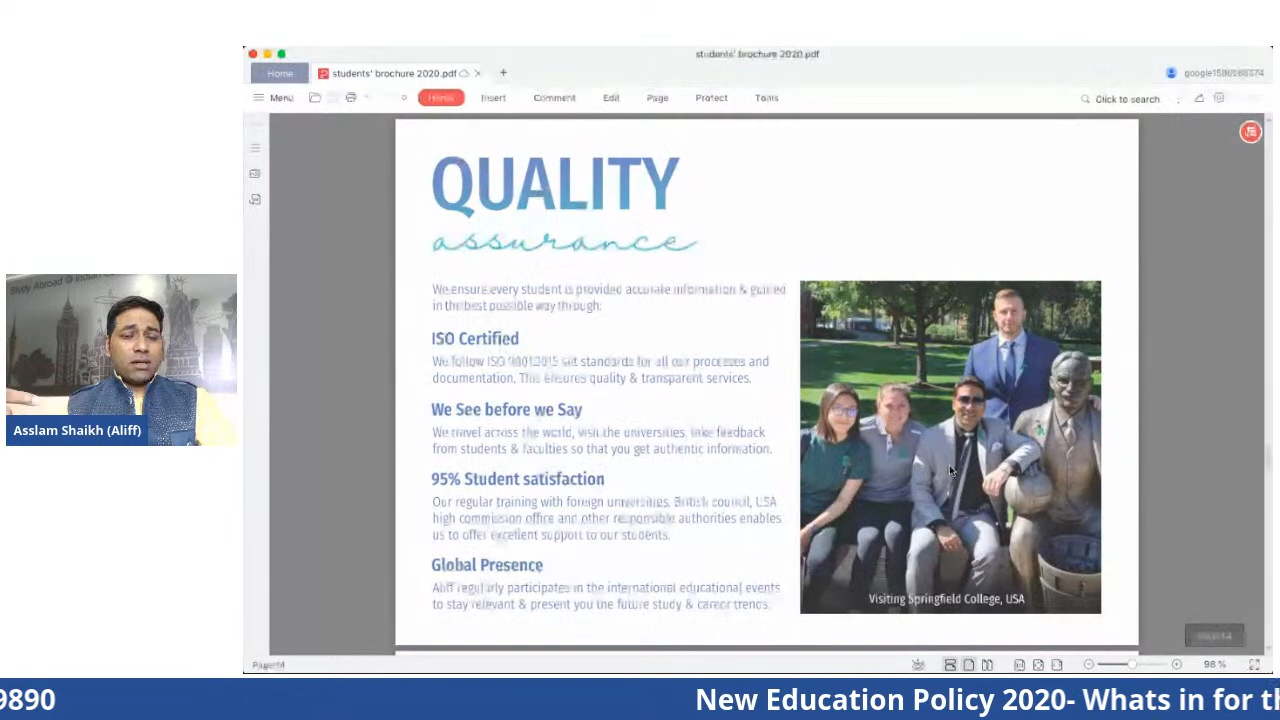 students' brochure 2020.pdf
Home
students' brochure 2020.pdf
Menu
Home
Insert
Comment
Edit
Page
Protect
Tools
Click to search
QUALITY
assurance
We ensure every student is provided accurate information & guided
in the best possible way through:
ISO Certified
We follow ISO 9001:2015 set standards for all our processes and
documentation. This ensures quality & transparent services.
We See before we Say
We travel across the world, visit the universities, take feedback
from students & faculties so that you get authentic information.
95% Student satisfaction
Our regular training with foreign universities, British council, USA
high commission office and other responsible authorities enables
us to offer excellent support to our students.
Global Presence
Aliff regularly participates in the international educational events
to stay relevant & present you the future study & career trends.
Visiting Springfield College, USA
Study Abroad @ Indian
Asslam Shaikh (Aliff)
98 %
9890
New Education Policy 2020- Whats in for th